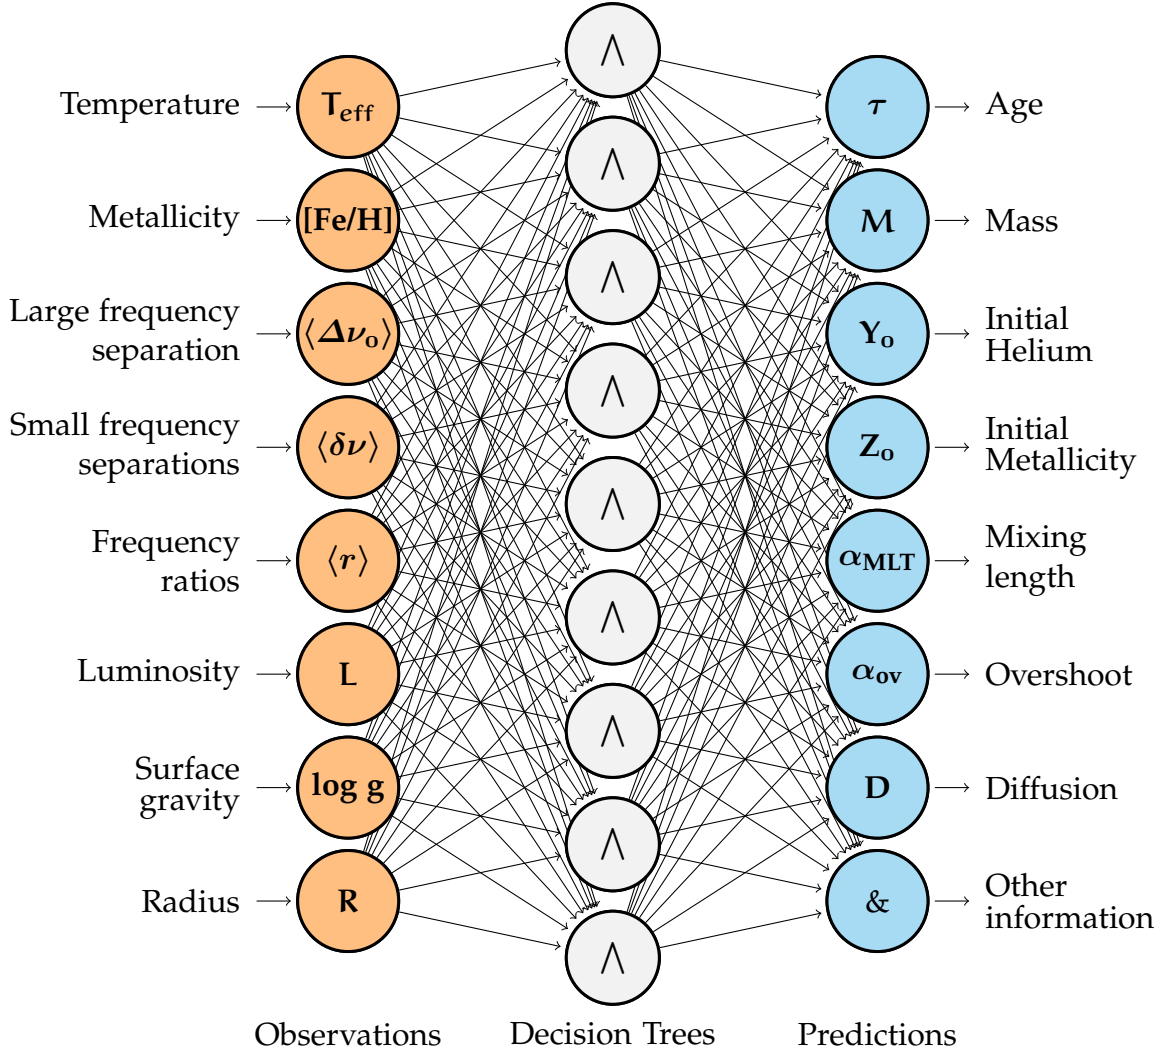 Temperature
T_eff
Λ
τ
Age
Metallicity
[Fe/H]
Λ
M
Mass
Large frequency
separation
⟨Δν₀⟩
Λ
Y₀
Initial
Helium
Small frequency
separations
⟨δν⟩
Λ
Z₀
Initial
Metallicity
Frequency
ratios
⟨r⟩
Λ
α_MLT
Mixing
length
Luminosity
L
Λ
α_ov
Overshoot
Surface
gravity
log g
Λ
D
Diffusion
Radius
R
Λ
&
Other
information
Λ
Observations
Decision Trees
Predictions